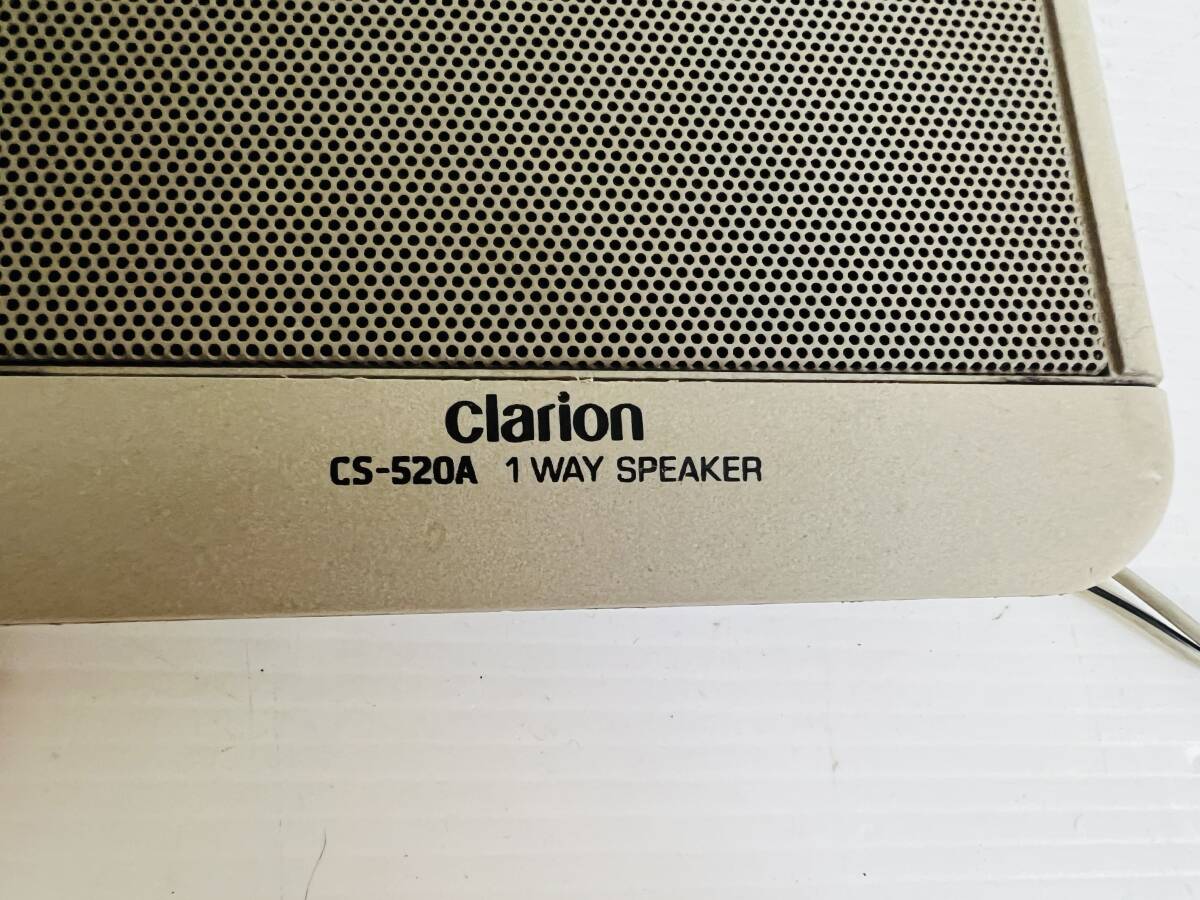 Clarion
CS-520A 1 WAY SPEAKER